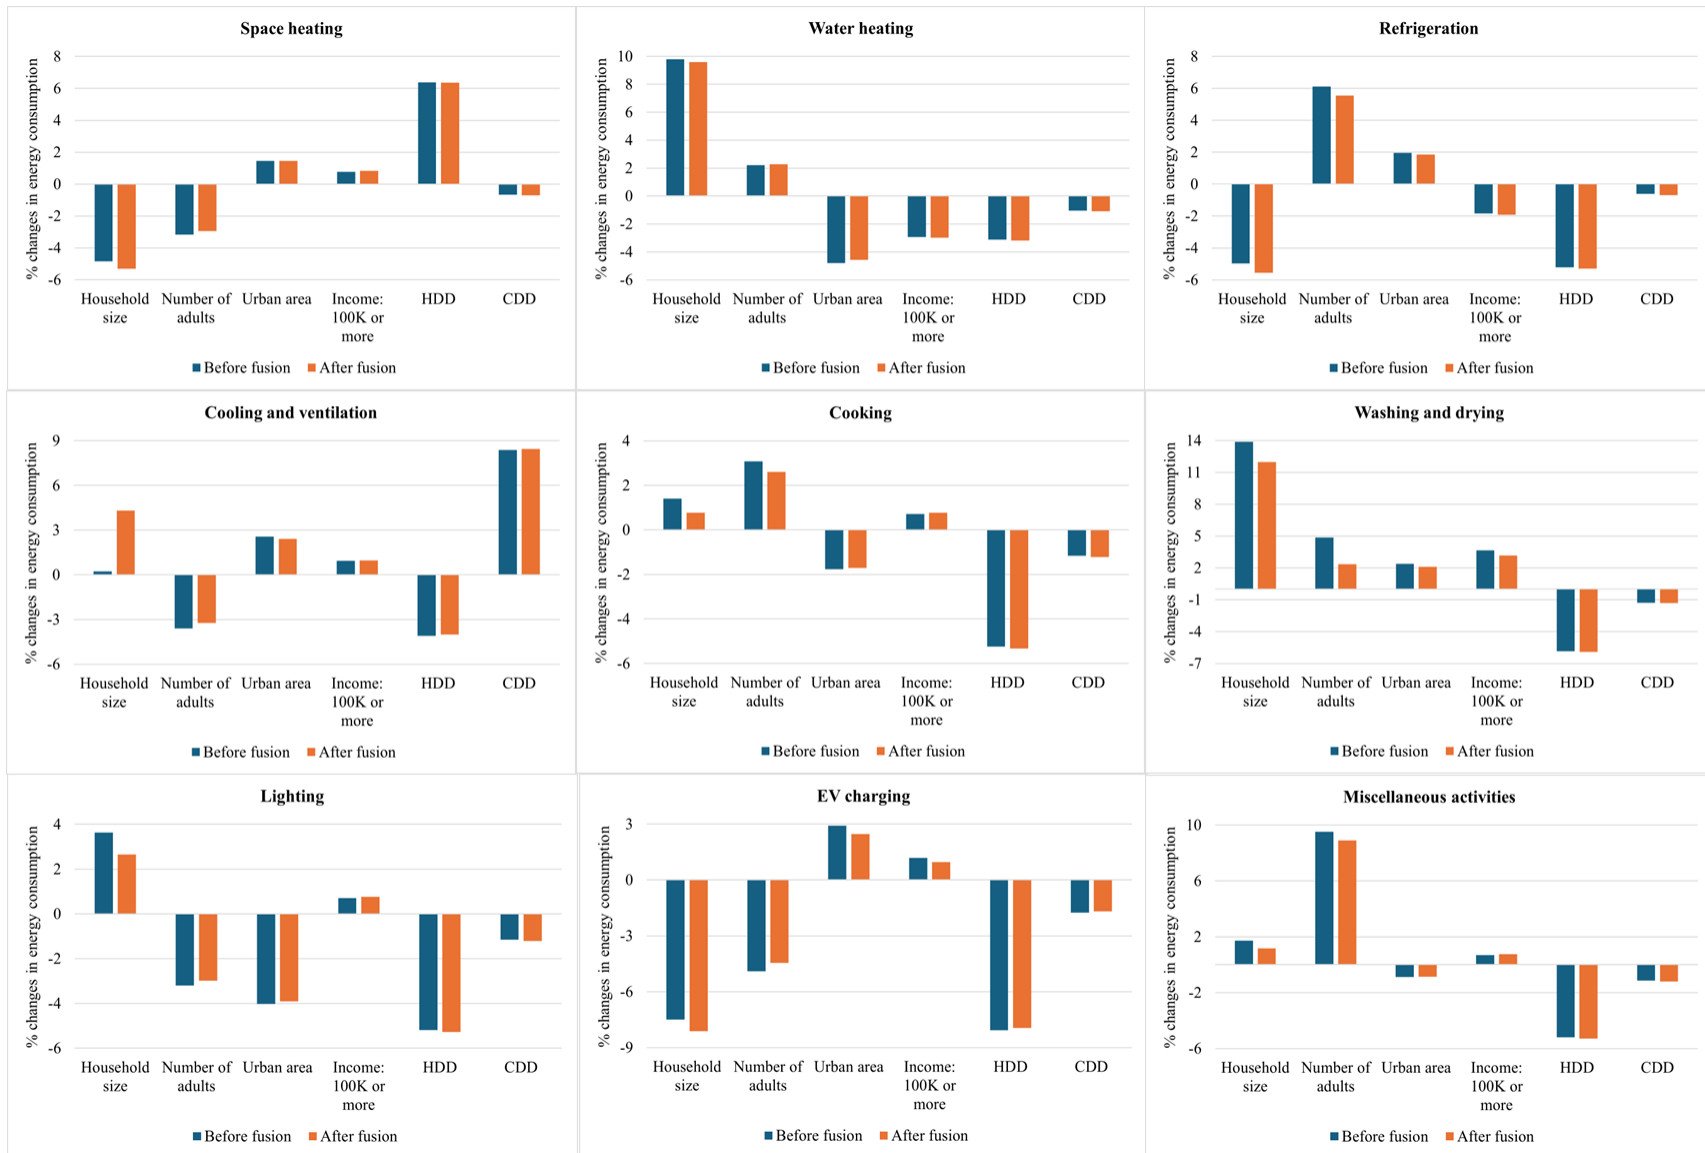 Space heating
% changes in energy consumption
8
6
4
2
0
-2
-4
-6
Household size
Number of adults
Urban area
Income: 100K or more
HDD
CDD
Before fusion
After fusion
Water heating
% changes in energy consumption
10
8
6
4
2
0
-2
-4
-6
Household size
Number of adults
Urban area
Income: 100K or more
HDD
CDD
Before fusion
After fusion
Refrigeration
% changes in energy consumption
8
6
4
2
0
-2
-4
-6
Household size
Number of adults
Urban area
Income: 100K or more
HDD
CDD
Before fusion
After fusion
Cooling and ventilation
% changes in energy consumption
9
6
3
0
-3
-6
Household size
Number of adults
Urban area
Income: 100K or more
HDD
CDD
Before fusion
After fusion
Cooking
% changes in energy consumption
4
2
0
-2
-4
-6
Household size
Number of adults
Urban area
Income: 100K or more
HDD
CDD
Before fusion
After fusion
Washing and drying
% changes in energy consumption
14
11
8
5
2
-1
-4
-7
Household size
Number of adults
Urban area
Income: 100K or more
HDD
CDD
Before fusion
After fusion
Lighting
% changes in energy consumption
4
2
0
-2
-4
-6
Household size
Number of adults
Urban area
Income: 100K or more
HDD
CDD
Before fusion
After fusion
EV charging
% changes in energy consumption
3
0
-3
-6
-9
Household size
Number of adults
Urban area
Income: 100K or more
HDD
CDD
Before fusion
After fusion
Miscellaneous activities
% changes in energy consumption
10
6
2
-2
-6
Household size
Number of adults
Urban area
Income: 100K or more
HDD
CDD
Before fusion
After fusion